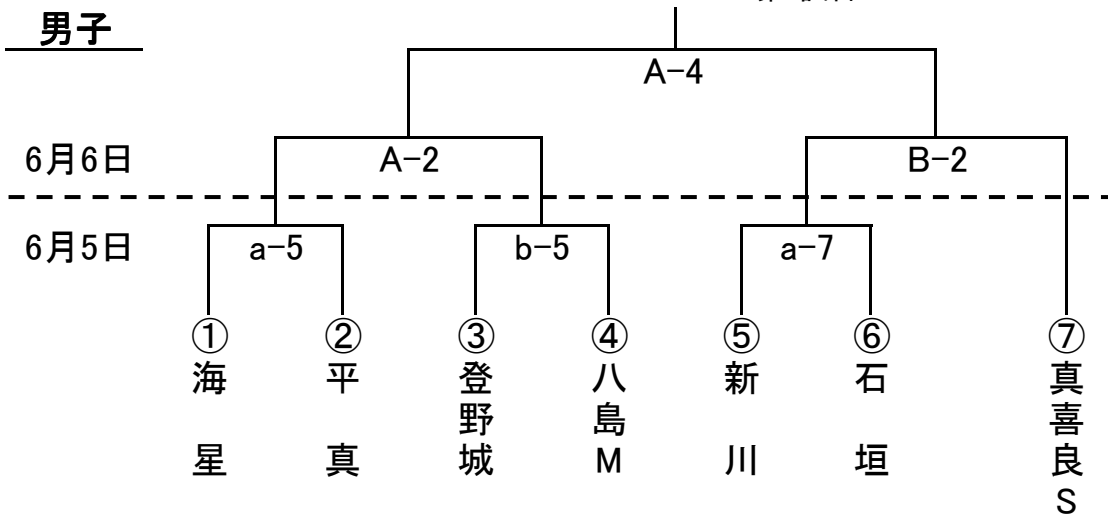 男子
A-4
6月6日
A-2
B-2
6月5日
a-5
b-5
a-7
①
②
③
④
⑤
⑥
⑦
海星
平真
登野城
八島M
新川
石垣
真喜良S